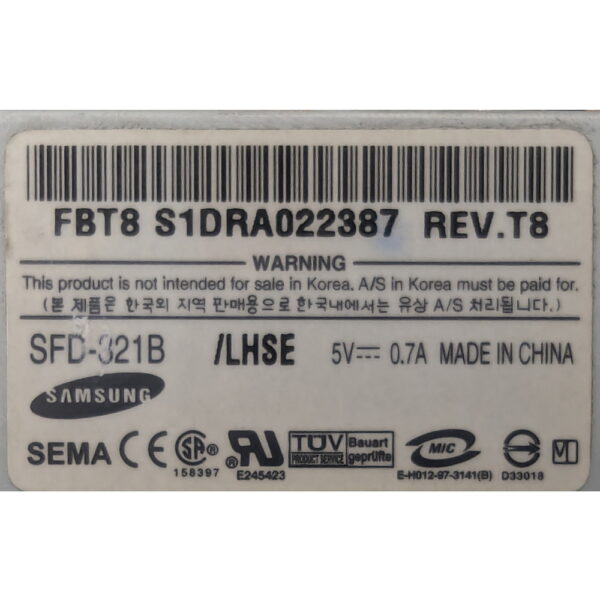 FBT8 S1DRA022387 REV.T8
WARNING
This product is not intended for sale in Korea. A/S in Korea must be paid for.
(본 제품은 한국외 지역 판매용으로 한국내에서는 유상 A/S 처리됩니다.)
SFD-321B /LHSE 5V⎓ 0.7A MADE IN CHINA
SAMSUNG
SEMA CE SA ® ® RU TÜV Bauart MIC
PRODUCT SERVICE geprüfte
158397 E245423 E-H012-97-3141(B) D33018